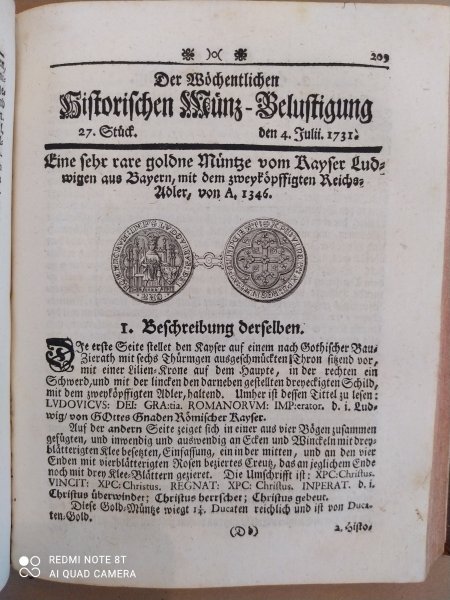 209
Der Wöchentlichen
Historischen Münz-Belustigung
27. Stück. den 4. Julii. 1731.
Eine sehr rare goldne Müntze vom Kayser Lud-
wigen aus Bayern, mit dem zweyköpffigten Reichs-
Adler, von A. 1346.
1. Beschreibung derselben.
Die erste Seite stellet den Kayser auf einem nach Gothischer Bau-
Zierath mit sechs Thürmgen ausgeschmückten Thron sitzend vor,
mit einer Lilien-Krone auf dem Haupte, in der rechten ein
Schwerd, und mit der lincken den darneben gestellten dreyeckigten Schild,
mit dem zweyköpffigten Adler, haltend. Umher ist dessen Tittel zu lesen:
LVDOVICVS: DEI: GRA:tia. ROMANORVM: IMP:erator. d. i. Lud-
wig/ von GOttes Gnaden Römischer Kayser.
Auf der andern Seite zeiget sich in einer aus vier Bögen zusammen
gefügten, und inwendig und auswendig an Ecken und Winckeln mit drey-
blätterigten Klee besetzten, Einfassung, ein in der mitten, und an den vier
Enden mit vierblätterigten Rosen beziertes Creutz, das an jeglichem Ende
noch mit drey Klee-Blättern gezieret. Die Umschrifft ist: XPC:Christus.
VINCIT: XPC:Christus. REGNAT: XPC: Christus. INPERAT. d. i.
Christus überwinder; Christus herrschet; Christus gebeut.
Diese Gold-Müntze wiegt 1¼. Ducaten reichlich und ist von Duca-
ten-Gold.
(D d) 2. Histo-
REDMI NOTE 8T
AI QUAD CAMERA